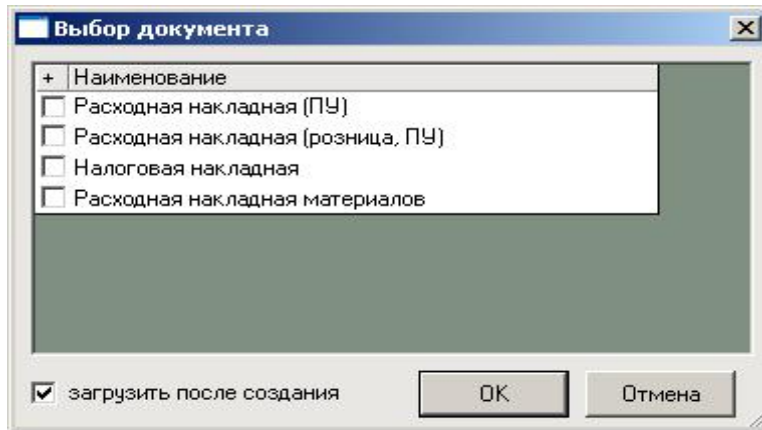 Выбор документа
+ Наименование
Расходная накладная (ПУ)
Расходная накладная (розница, ПУ)
Налоговая накладная
Расходная накладная материалов
загрузить после создания OK Отмена